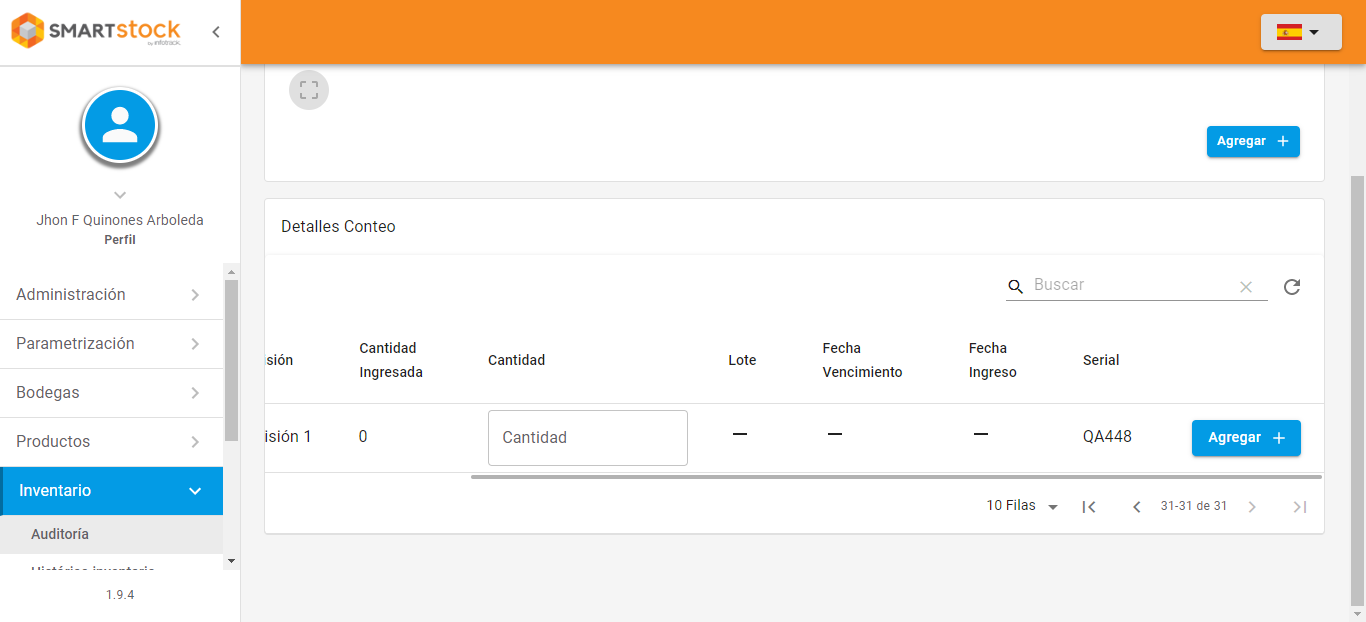 SMARTstock
by infotrack.
Jhon F Quinones Arboleda
Perfil
Administración
Parametrización
Bodegas
Productos
Inventario
Auditoría
Histórico inventario
1.9.4
Agregar
Detalles Conteo
Buscar
isión
Cantidad
Ingresada
Cantidad
Lote
Fecha
Vencimiento
Fecha
Ingreso
Serial
isión 1
0
Cantidad
—
—
—
QA448
Agregar
10 Filas
31-31 de 31